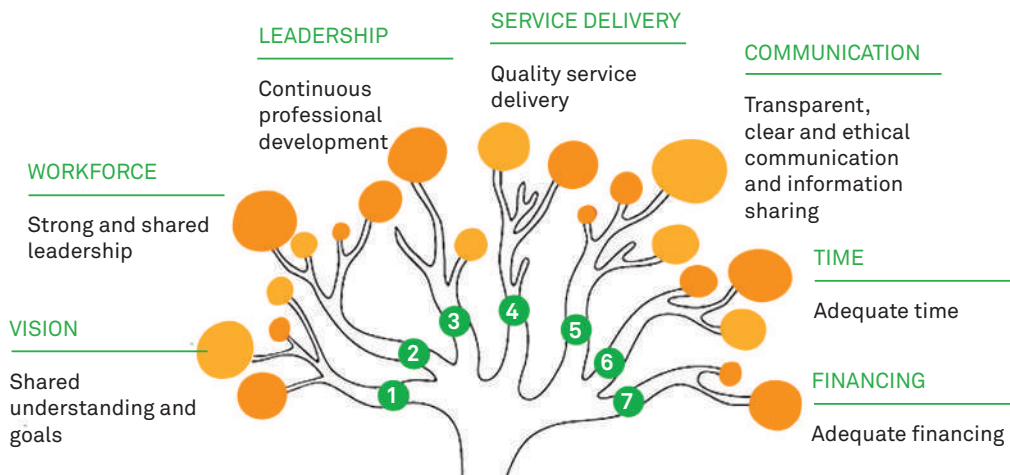 LEADERSHIP
Continuous
professional
development
SERVICE DELIVERY
Quality service
delivery
COMMUNICATION
Transparent,
clear and ethical
communication
and information
sharing
WORKFORCE
Strong and shared
leadership
TIME
Adequate time
VISION
Shared
understanding and
goals
FINANCING
Adequate financing
1
2
3
4
5
6
7